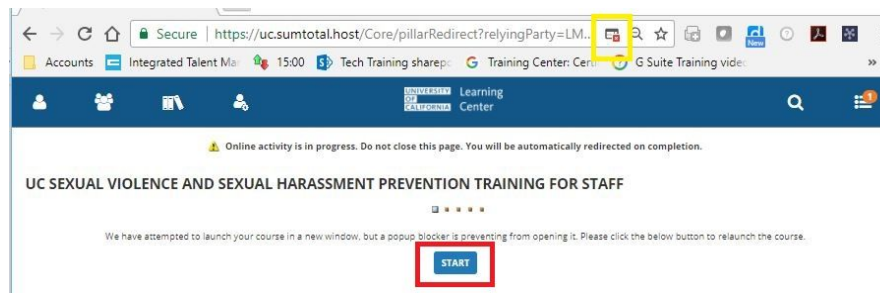 Secure | https://uc.sumtotal.host/Core/pillarRedirect?relyingParty=LM...
New
Accounts Integrated Talent Ma 15:00 Tech Training sharep Training Center: Cert G Suite Training vide »
UNIVERSITY OF CALIFORNIA Learning Center
Online activity is in progress. Do not close this page. You will be automatically redirected on completion.
UC SEXUAL VIOLENCE AND SEXUAL HARASSMENT PREVENTION TRAINING FOR STAFF
We have attempted to launch your course in a new window, but a popup blocker is preventing from opening it. Please click the below button to relaunch the course.
START